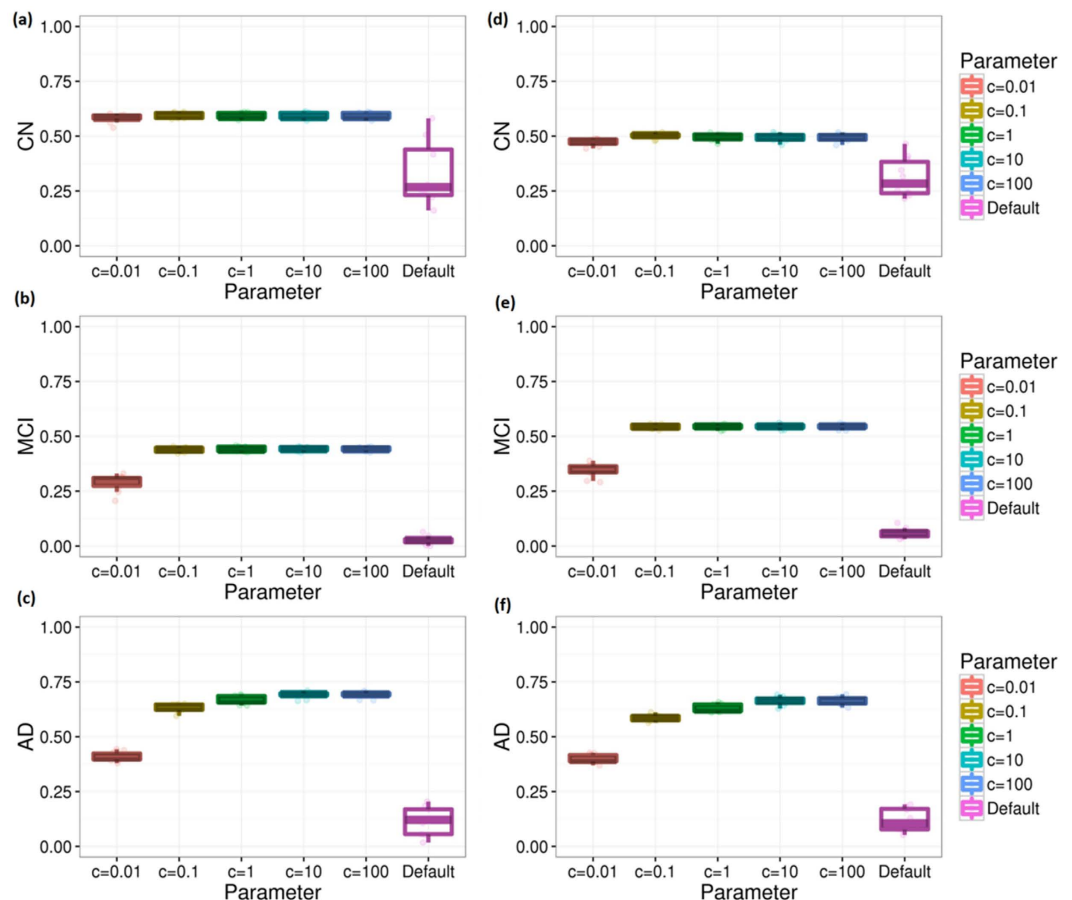 (a)
1.00
0.75
0.50
0.25
0.00
CN
c=0.01 c=0.1 c=1 c=10 c=100 Default
Parameter
(d)
1.00
0.75
0.50
0.25
0.00
CN
c=0.01 c=0.1 c=1 c=10 c=100 Default
Parameter
Parameter
c=0.01
c=0.1
c=1
c=10
c=100
Default
(b)
1.00
0.75
0.50
0.25
0.00
MCI
c=0.01 c=0.1 c=1 c=10 c=100 Default
Parameter
(e)
1.00
0.75
0.50
0.25
0.00
MCI
c=0.01 c=0.1 c=1 c=10 c=100 Default
Parameter
Parameter
c=0.01
c=0.1
c=1
c=10
c=100
Default
(c)
1.00
0.75
0.50
0.25
0.00
AD
c=0.01 c=0.1 c=1 c=10 c=100 Default
Parameter
(f)
1.00
0.75
0.50
0.25
0.00
AD
c=0.01 c=0.1 c=1 c=10 c=100 Default
Parameter
Parameter
c=0.01
c=0.1
c=1
c=10
c=100
Default